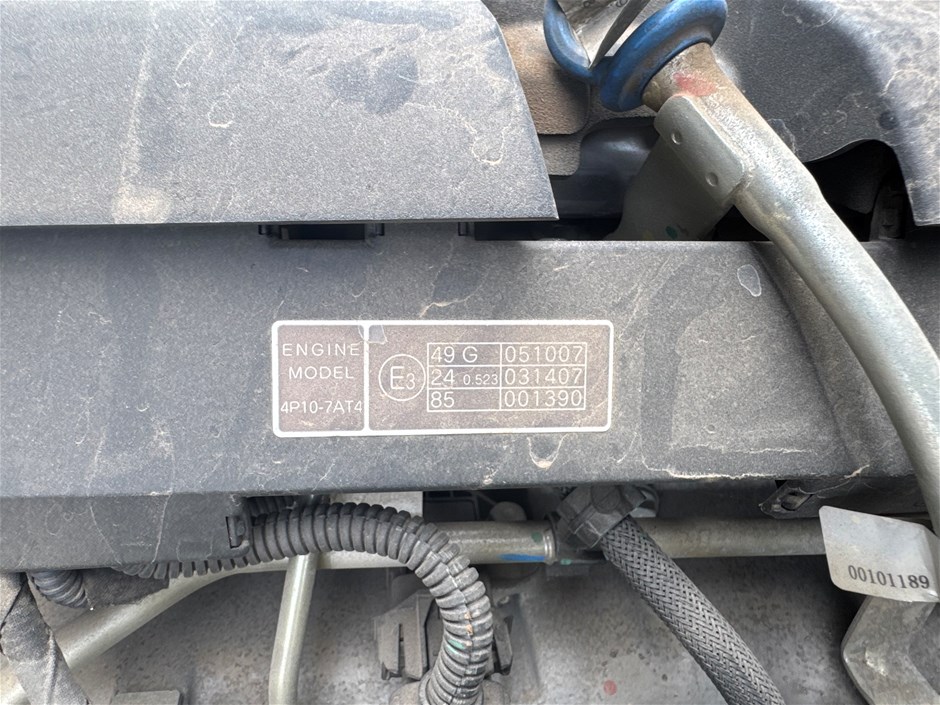 ENGINE
MODEL
4P10-7AT4
E3
49 G 051007
24 0.523 031407
85 001390
00101189